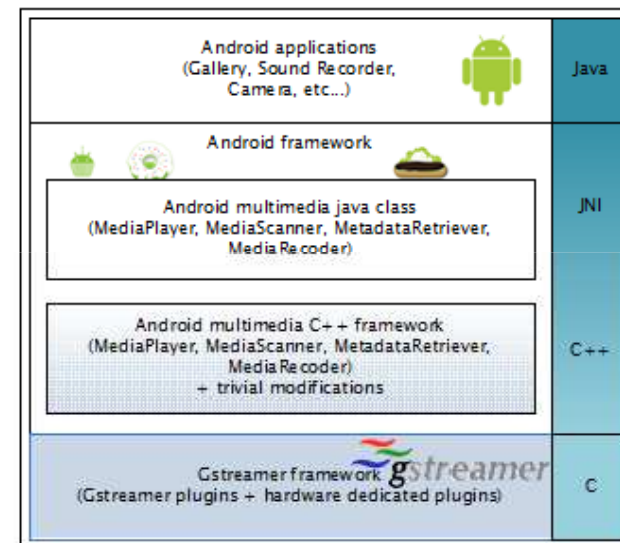 Android applications
(Gallery, Sound Recorder,
Camera, etc...)
Java
Android framework
Android multimedia java class
(MediaPlayer, MediaScanner, MetadataRetriever,
MediaRecoder)
JNI
Android multimedia C++ framework
(MediaPlayer, MediaScanner, MetadataRetriever,
MediaRecoder)
+ trivial modifications
C++
gstreamer
Gstreamer framework
(Gstreamer plugins + hardware dedicated plugins)
C